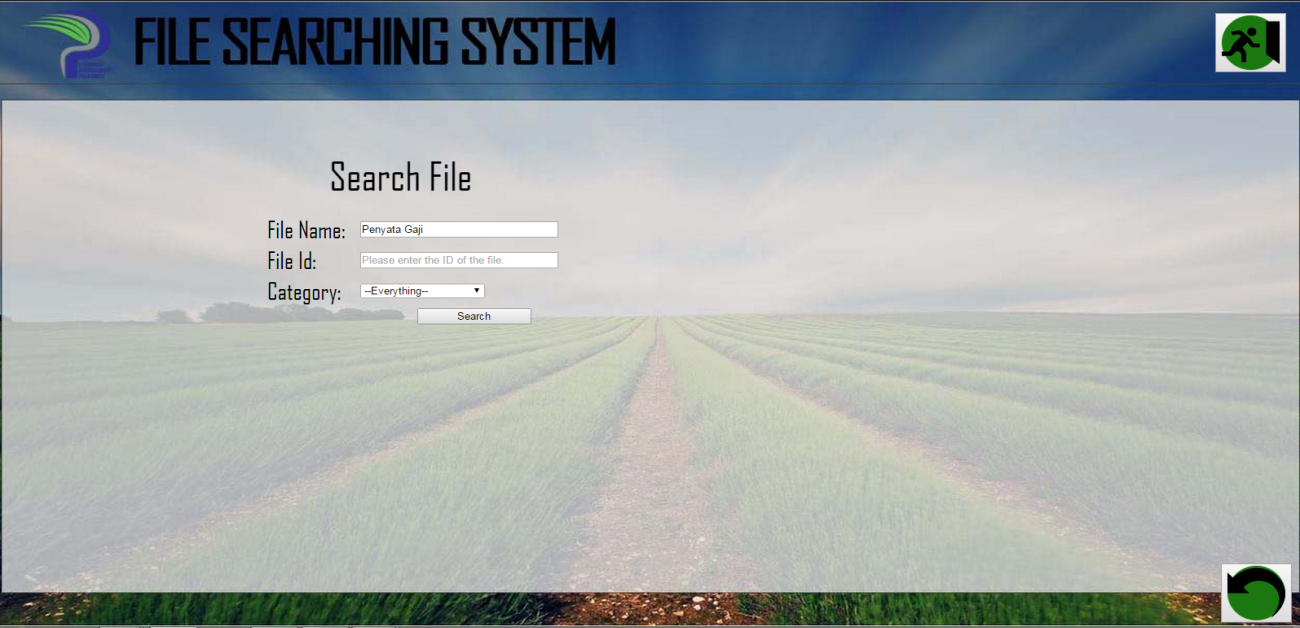 FILE SEARCHING SYSTEM
Search File
File Name: Penyata Gaji
File Id: Please enter the ID of the file.
Category: --Everything--
Search